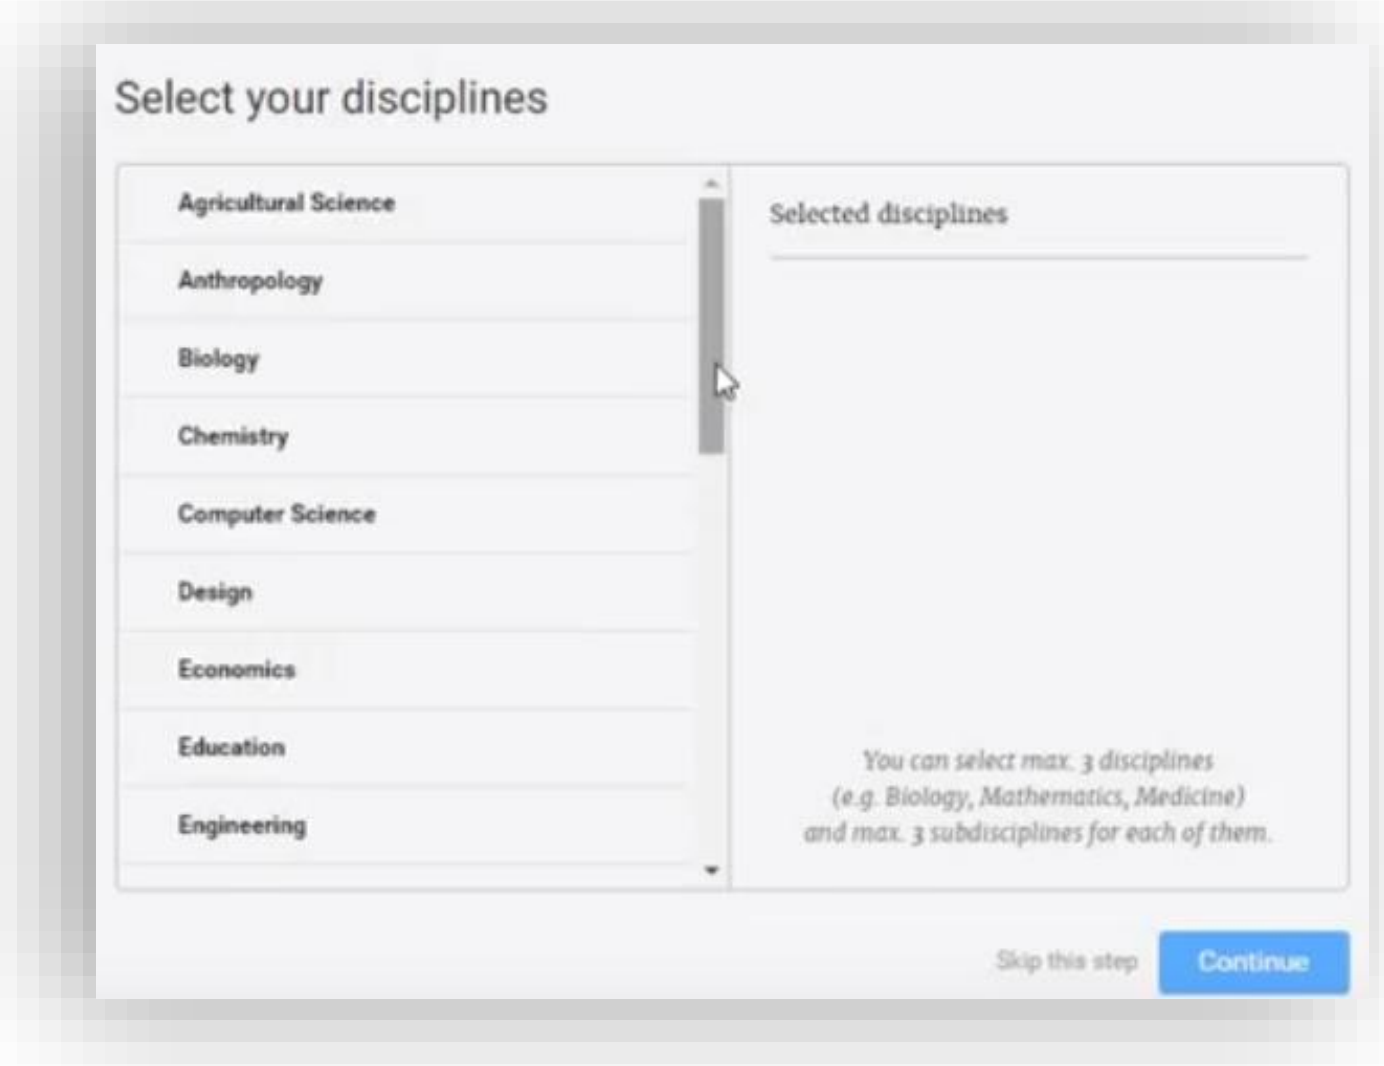 Select your disciplines
Agricultural Science
Anthropology
Biology
Chemistry
Computer Science
Design
Economics
Education
Engineering
Selected disciplines
You can select max. 3 disciplines
(e.g. Biology, Mathematics, Medicine)
and max. 3 subdisciplines for each of them.
Skip this step
Continue